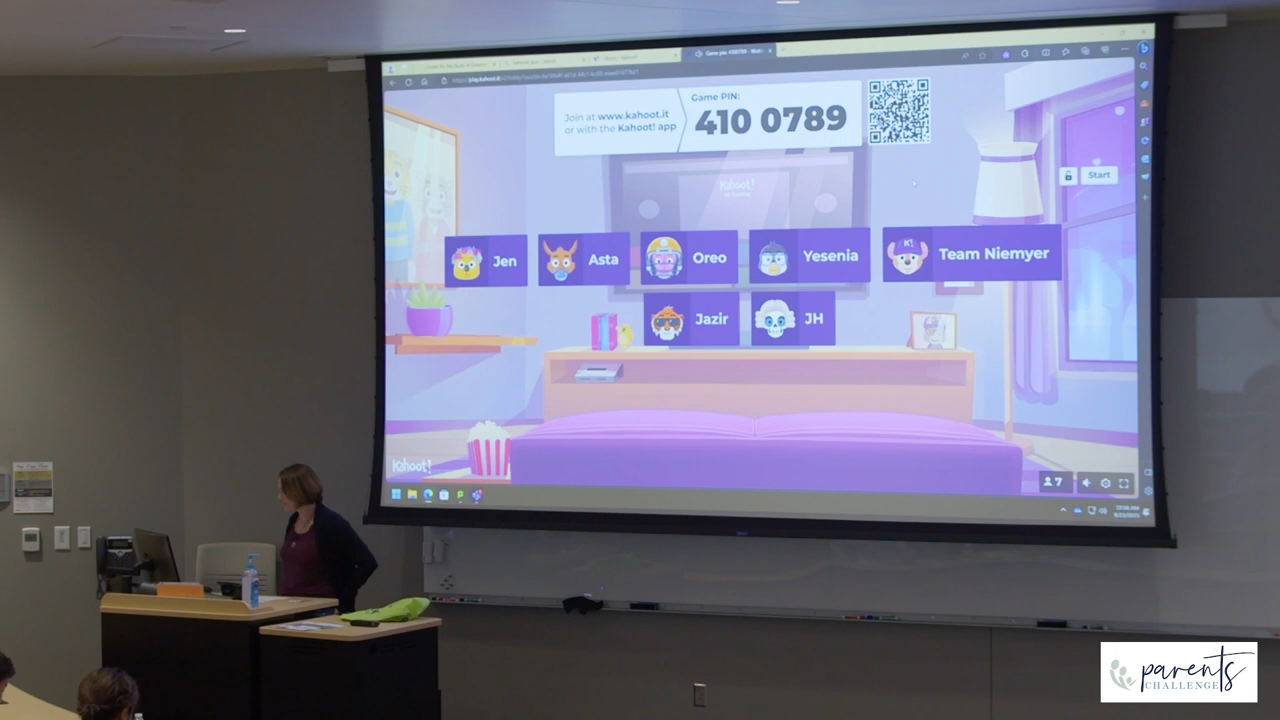 Game PIN:
Join at www.kahoot.it
or with the Kahoot! app
410 0789
Kahoot!
Start
Jen
Asta
Oreo
Yesenia
Team Niemyer
Jazir
JH
Kahoot!
7
parents
CHALLENGE